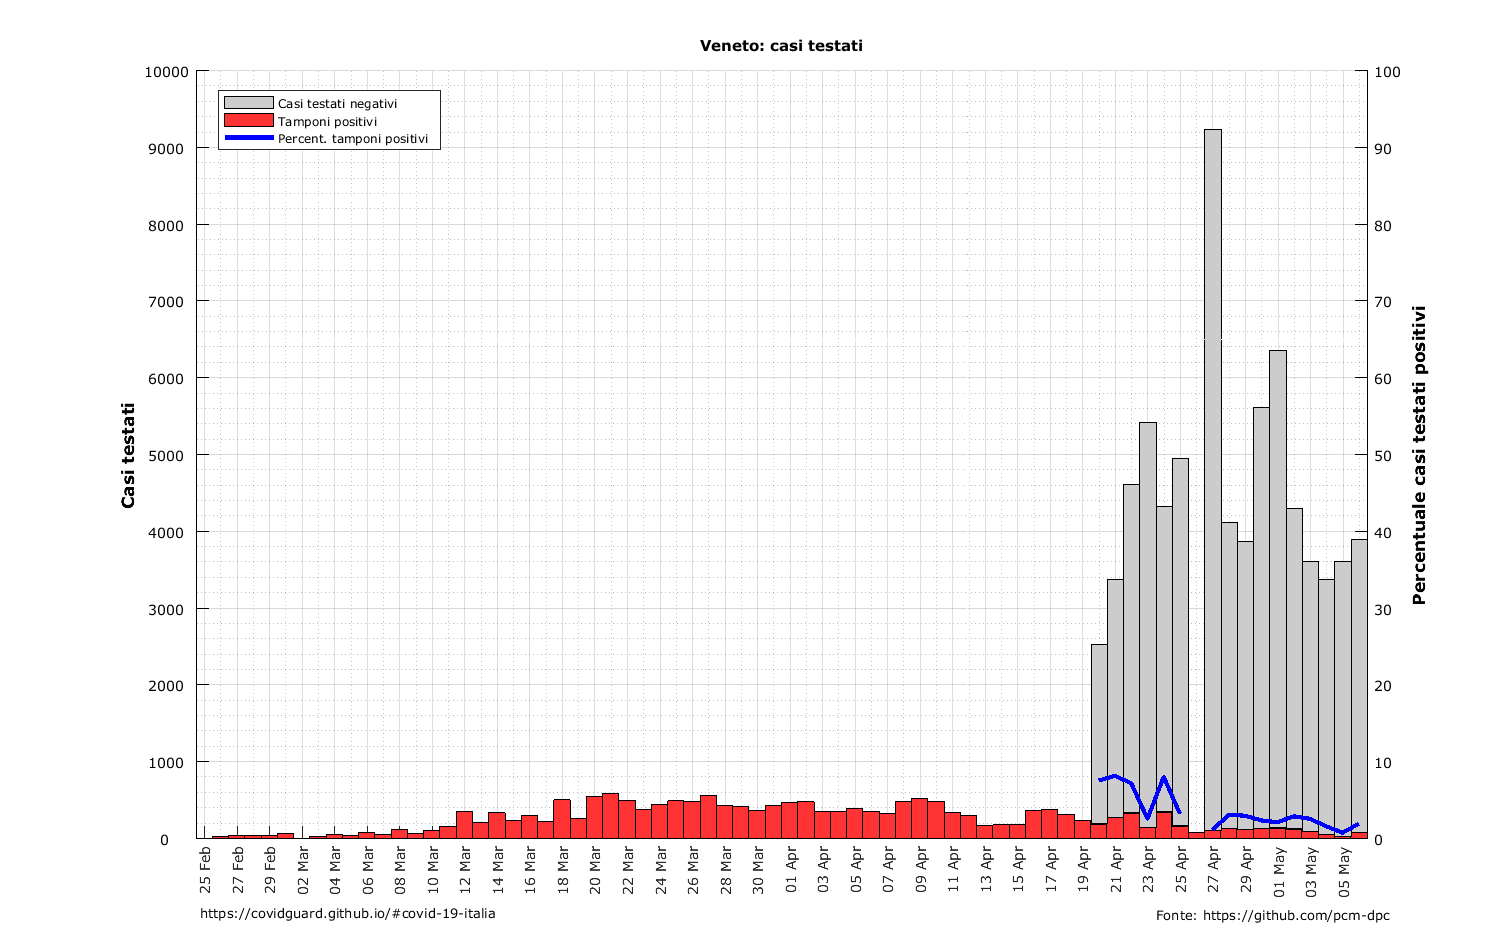 Veneto: casi testati
Casi testati negativi
Tamponi positivi
Percent. tamponi positivi
Casi testati
10000
9000
8000
7000
6000
5000
4000
3000
2000
1000
0
100
90
80
70
60
50
40
30
20
10
0
Percentuale casi testati positivi
25 Feb
27 Feb
29 Feb
02 Mar
04 Mar
06 Mar
08 Mar
10 Mar
12 Mar
14 Mar
16 Mar
18 Mar
20 Mar
22 Mar
24 Mar
26 Mar
28 Mar
30 Mar
01 Apr
03 Apr
05 Apr
07 Apr
09 Apr
11 Apr
13 Apr
15 Apr
17 Apr
19 Apr
21 Apr
23 Apr
25 Apr
27 Apr
29 Apr
01 May
03 May
05 May
https://covidguard.github.io/#covid-19-italia
Fonte: https://github.com/pcm-dpc